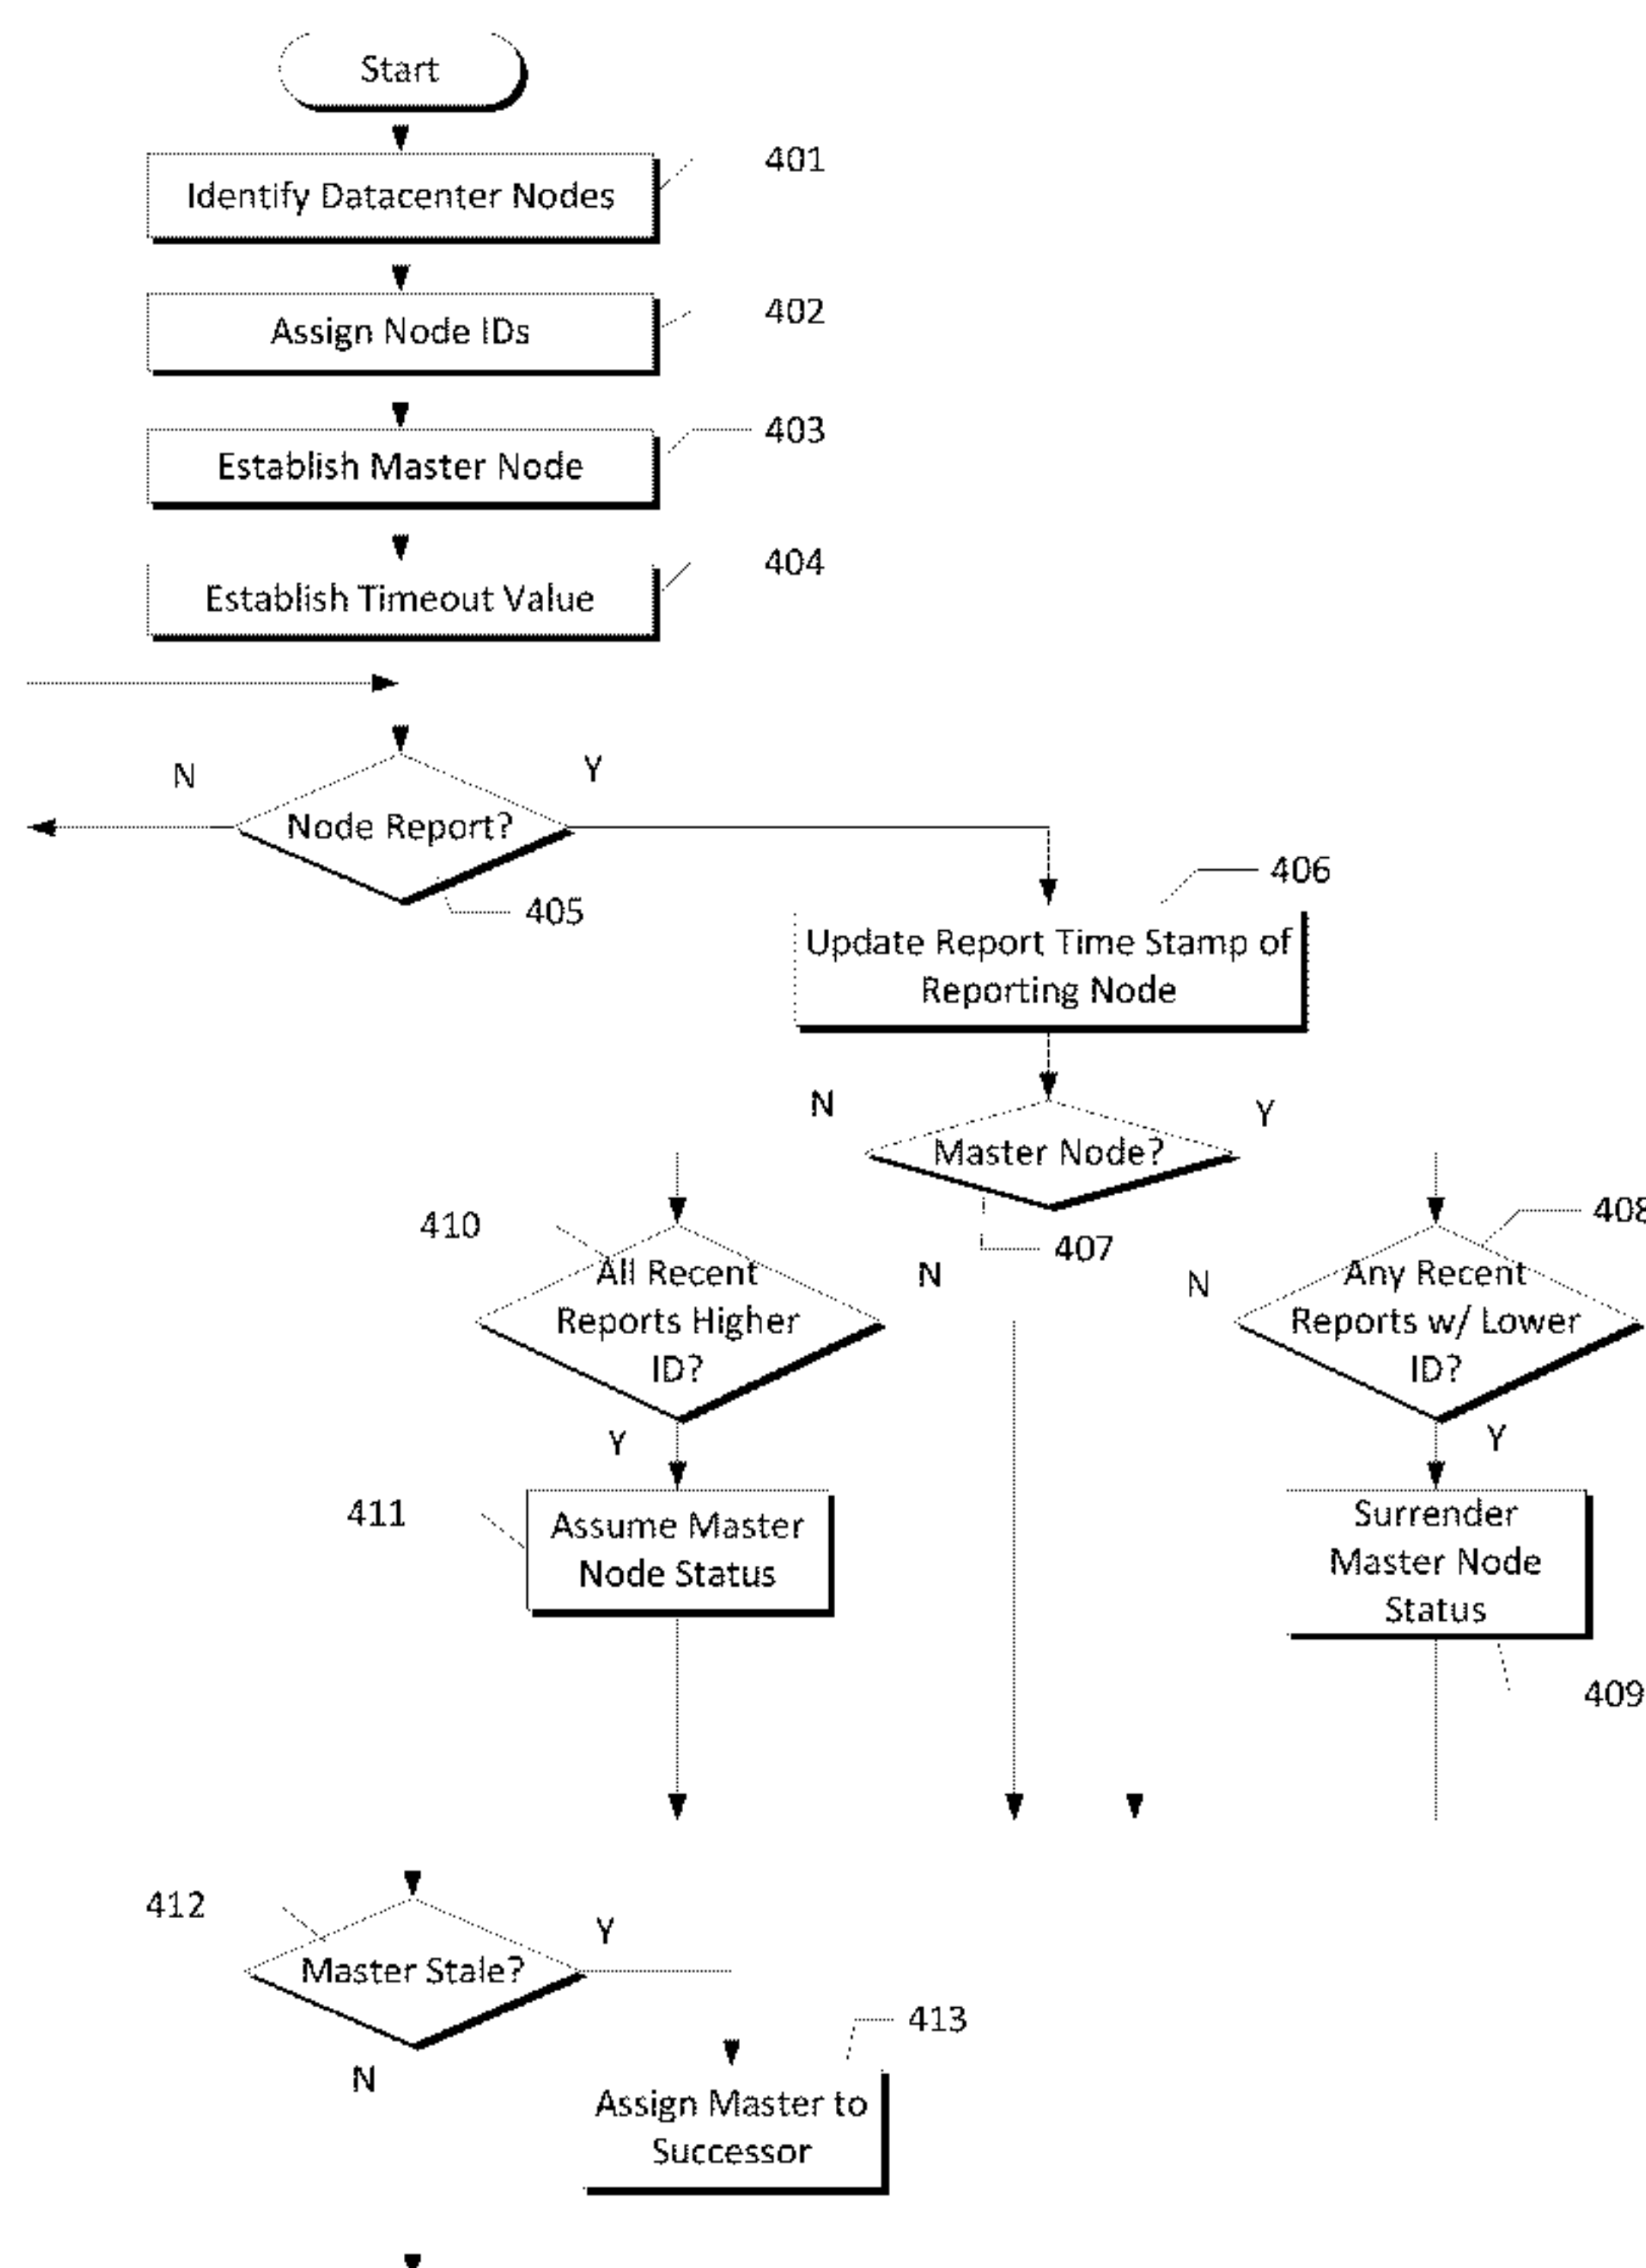 Start
401
Identify Datacenter Nodes
402
Assign Node IDs
403
Establish Master Node
404
Establish Timeout Value
N
Y
Node Report?
405
406
Update Report Time Stamp of
Reporting Node
N
Y
Master Node?
407
410
All Recent
Reports Higher
ID?
N
N
408
Any Recent
Reports w/ Lower
ID?
Y
Y
411
Assume Master
Node Status
Surrender
Master Node
Status
409
412
Y
Master Stale?
N
413
Assign Master to
Successor